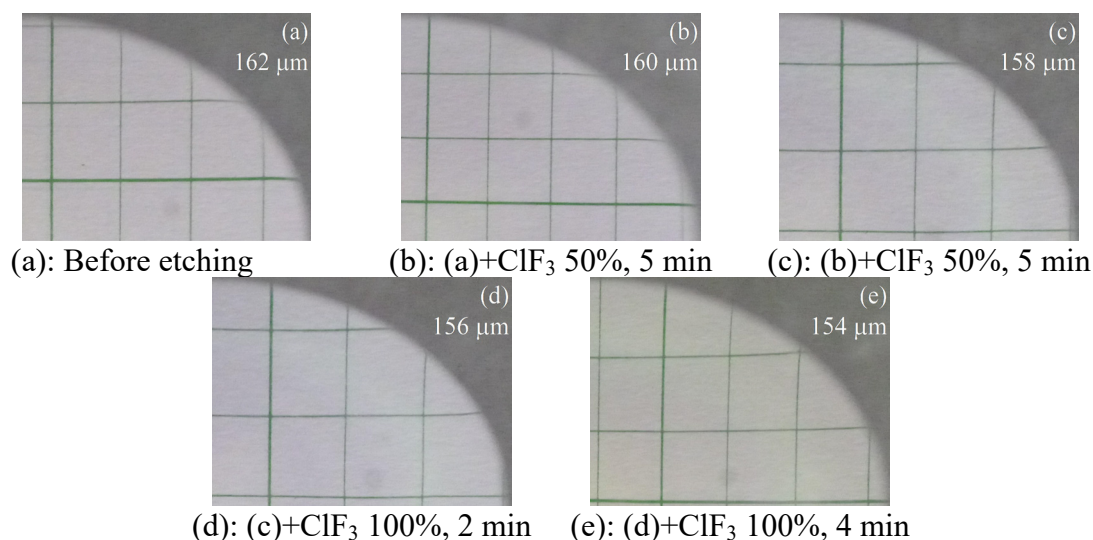 (a)
162 μm
(b)
160 μm
(c)
158 μm
(a): Before etching
(b): (a)+ClF₃ 50%, 5 min
(c): (b)+ClF₃ 50%, 5 min
(d)
156 μm
(e)
154 μm
(d): (c)+ClF₃ 100%, 2 min
(e): (d)+ClF₃ 100%, 4 min